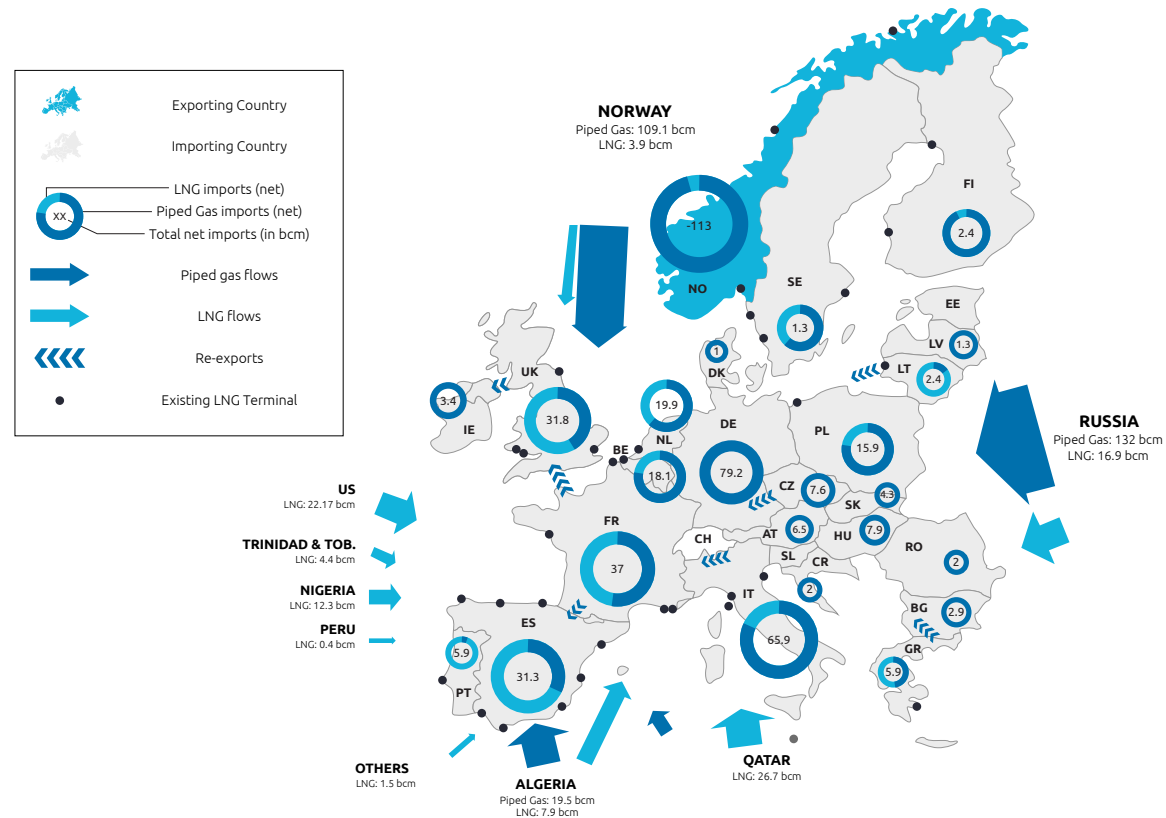 Exporting Country
Importing Country
LNG imports (net)
Piped Gas imports (net)
Total net imports (in bcm)
xx
Piped gas flows
LNG flows
Re-exports
Existing LNG Terminal
NORWAY
Piped Gas: 109.1 bcm
LNG: 3.9 bcm
-113
NO
FI
2.4
SE
1.3
EE
LV
1.3
LT
2.4
1
DK
UK
31.8
3.4
IE
19.9
NL
BE
18.1
DE
79.2
PL
15.9
RUSSIA
Piped Gas: 132 bcm
LNG: 16.9 bcm
CZ
7.6
SK
4.3
AT
6.5
HU
7.9
RO
2
FR
37
CH
SL
CR
2
IT
65.9
BG
2.9
GR
5.9
ES
31.3
5.9
PT
US
LNG: 22.17 bcm
TRINIDAD & TOB.
LNG: 4.4 bcm
NIGERIA
LNG: 12.3 bcm
PERU
LNG: 0.4 bcm
OTHERS
LNG: 1.5 bcm
ALGERIA
Piped Gas: 19.5 bcm
LNG: 7.9 bcm
QATAR
LNG: 26.7 bcm